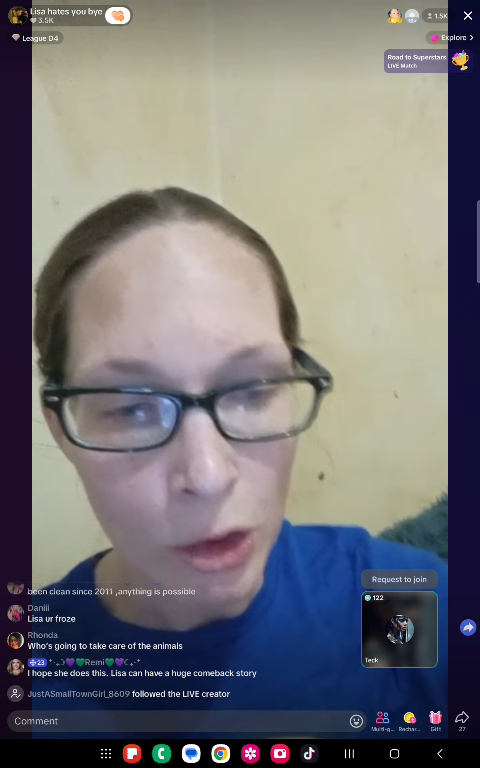 Lisa hates you bye
3.5K
1.5K
League D4
Explore
Road to Superstars
LIVE Match
been clean since 2011 ,anything is possible
Request to join
Daniii
Lisa ur froze
122
Rhonda
Who's going to take care of the animals
23
Remi
I hope she does this. Lisa can have a huge comeback story
Teck
JustASmallTownGirl_8609 followed the LIVE creator
Comment
Multi-g...
Rechar...
Gift
27